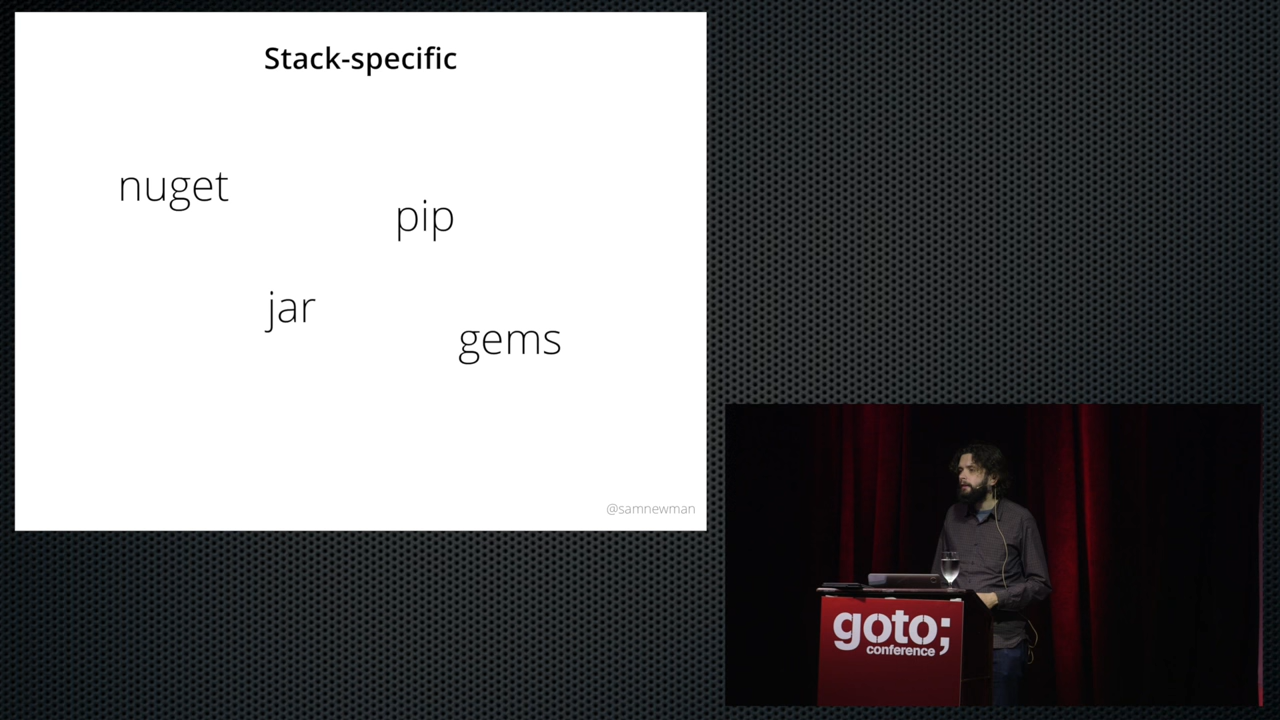 Stack-specific
nuget
pip
jar
gems
@samnewman
goto;
conference